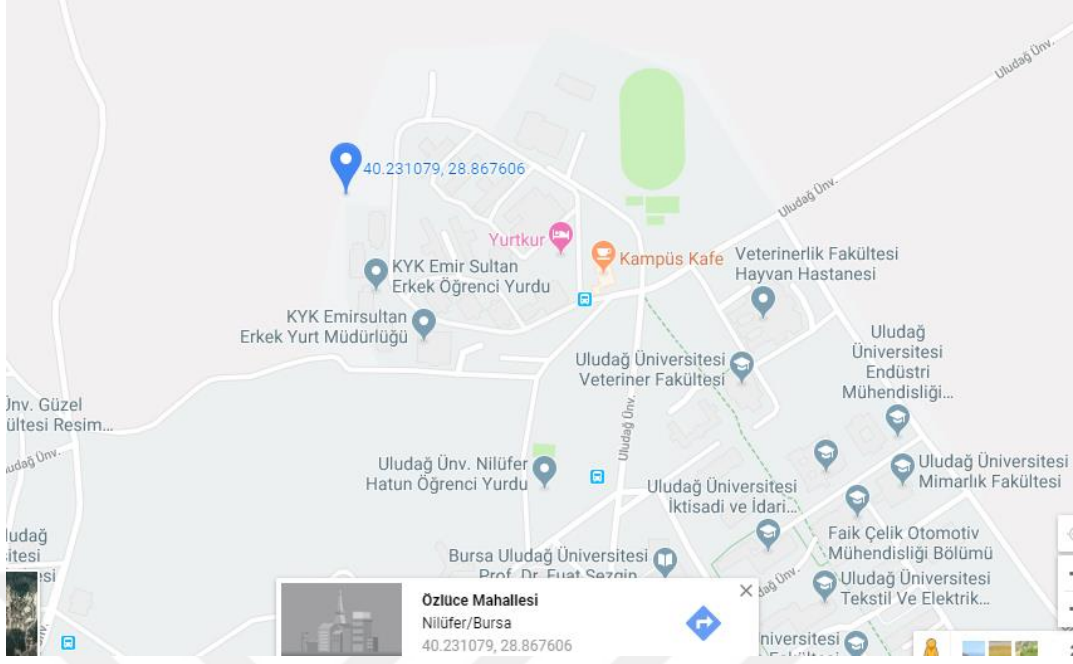 Uludağ Ünv.
40.231079, 28.867606
Uludağ Ünv.
Yurtkur
Kampüs Kafe
Veterinerlik Fakültesi
Hayvan Hastanesi
KYK Emir Sultan
Erkek Öğrenci Yurdu
KYK Emirsultan
Erkek Yurt Müdürlüğü
Uludağ
Üniversitesi
Endüstri
Mühendisliği...
Uludağ Üniversitesi
Veteriner Fakültesi
Ünv. Güzel
ültesi Resim...
Uludağ Ünv.
udağ Ünv.
Uludağ Ünv. Nilüfer
Hatun Öğrenci Yurdu
Uludağ Üniversitesi
Mimarlık Fakültesi
Uludağ Üniversitesi
İktisadi ve İdari...
Faik Çelik Otomotiv
Mühendisliği Bölümü
ludağ
sitesi
esi
Bursa Uludağ Üniversitesi
Prof. Dr. Fuat Sezgin
dağ Ünv.
Uludağ Üniversitesi
Tekstil Ve Elektrik...
Özlüce Mahallesi
Nilüfer/Bursa
40.231079, 28.867606
niversitesi